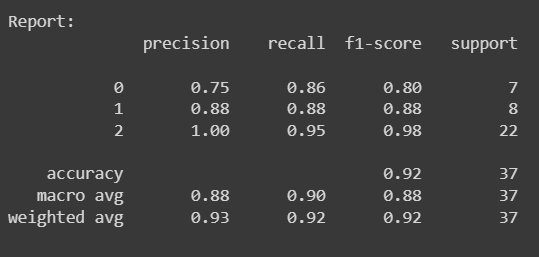 Report:
precision recall f1-score support
0 0.75 0.86 0.80 7
1 0.88 0.88 0.88 8
2 1.00 0.95 0.98 22
accuracy 0.92 37
macro avg 0.88 0.90 0.88 37
weighted avg 0.93 0.92 0.92 37